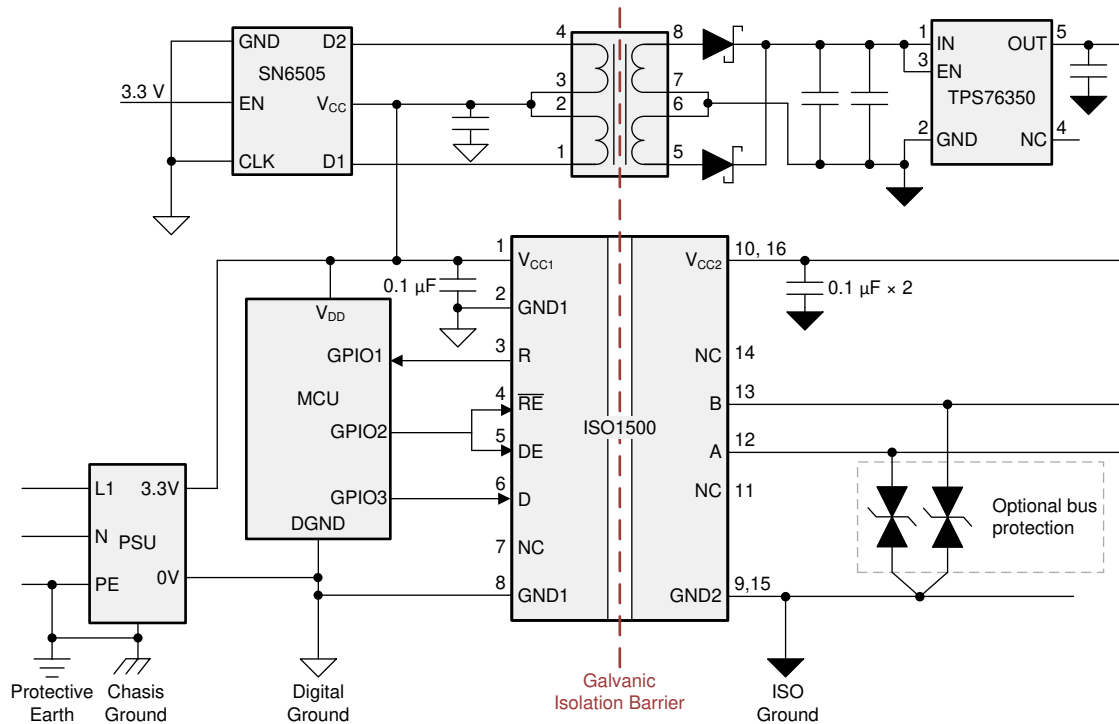 GND
D2
SN6505
3.3 V
EN
VCC
CLK
D1
4
3
2
1
8
7
6
5
1
IN
OUT
5
3
EN
TPS76350
2
GND
NC
4
1
VCC1
0.1 µF
2
GND1
3
R
4
RE
5
DE
6
D
7
NC
8
GND1
ISO1500
VCC2
10, 16
0.1 µF × 2
NC
14
B
13
A
12
NC
11
GND2
9,15
VDD
GPIO1
MCU
GPIO2
GPIO3
DGND
L1
3.3V
N
PSU
PE
0V
Optional bus
protection
Protective
Earth
Chasis
Ground
Digital
Ground
Galvanic
Isolation Barrier
ISO
Ground